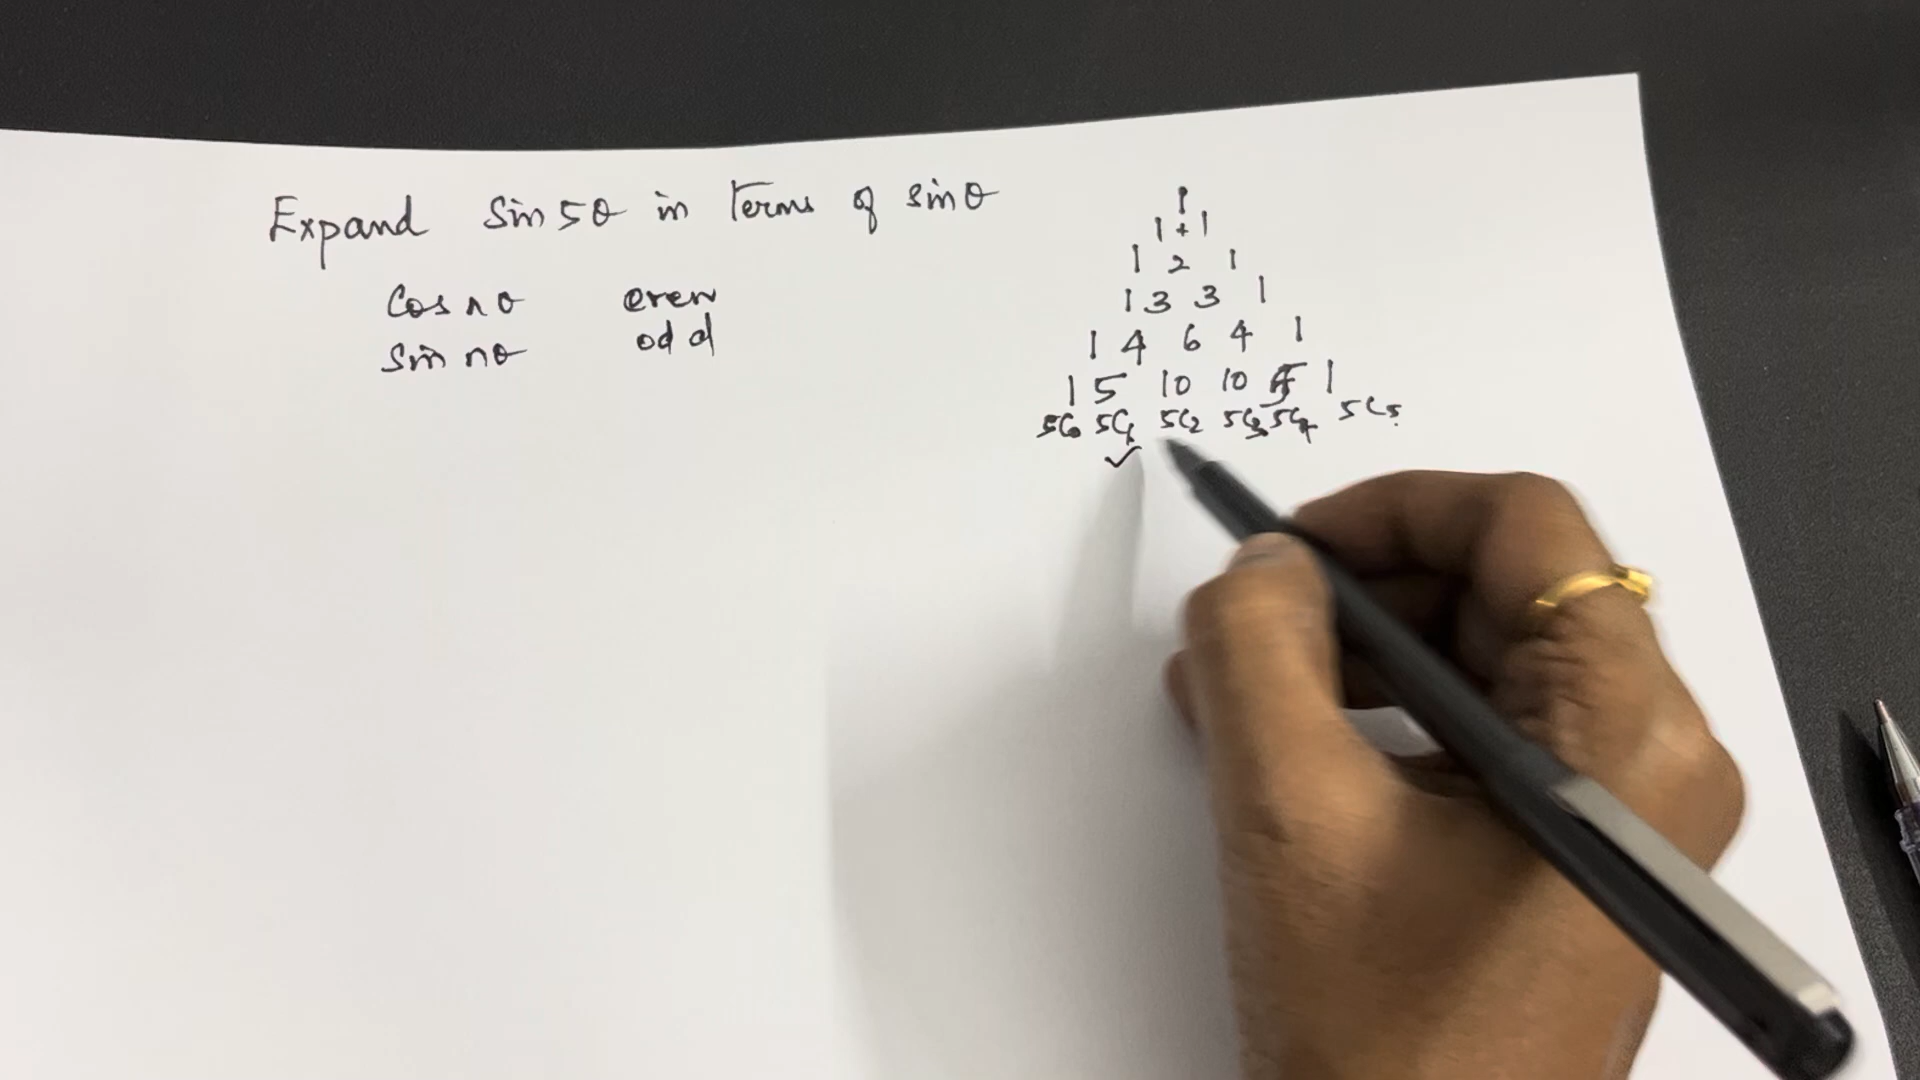 Expand sin 5θ in terms of sinθ
Cos nθ even
Sin nθ odd
1
1 + 1
1 2 1
1 3 3 1
1 4 6 4 1
1 5 10 10 5 1
5C0 5C1 5C2 5C3 5C4 5C5
✓